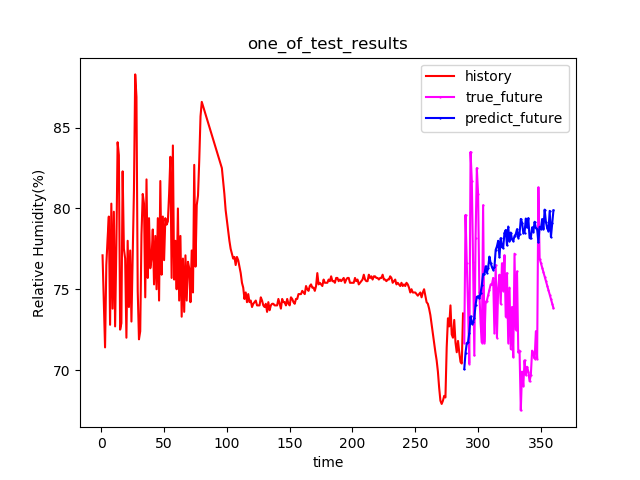 one_of_test_results
history
true_future
predict_future
Relative Humidity(%)
85
80
75
70
0
50
100
150
200
250
300
350
time